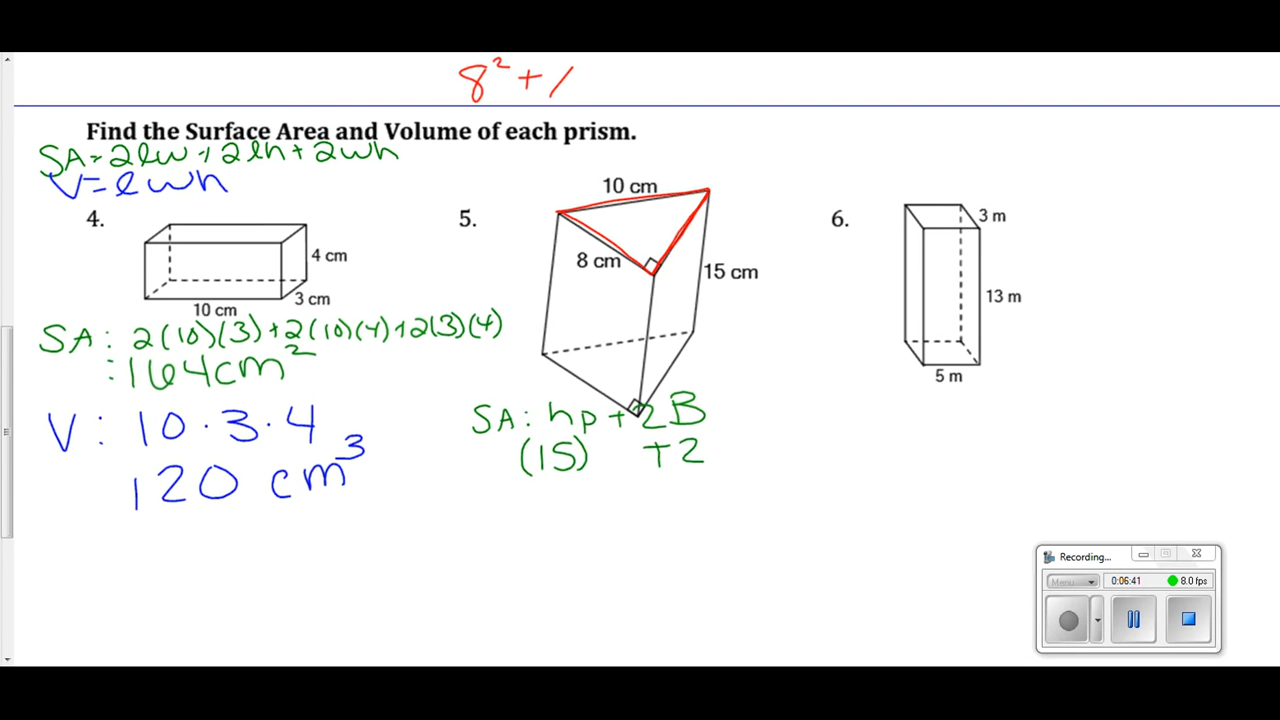 8² + /
Find the Surface Area and Volume of each prism.
SA = 2lw + 2lh + 2wh
V = lwh
4.
4 cm
3 cm
10 cm
SA: 2(10)(3)+2(10)(4)+2(3)(4)
:164cm²
V: 10·3·4
120 cm³
5.
10 cm
8 cm
15 cm
SA: hp + 2B
(15) +2
6.
3 m
13 m
5 m
Recording...
Menu
0:06:41
8.0 fps